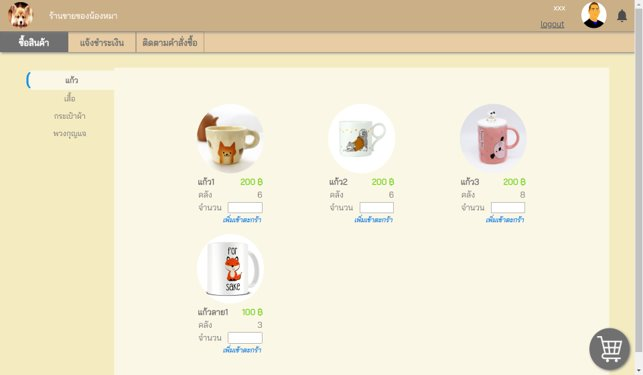 ร้านขายของน้องหมา
xxx
logout
ซื้อสินค้า แจ้งชำระเงิน ติดตามคำสั่งซื้อ
แก้ว
เสื้อ
กระเป๋าผ้า
พวงกุญแจ
แก้ว1 200 ฿
คลัง 6
จำนวน
เพิ่มเข้าตะกร้า
แก้ว2 200 ฿
คลัง 6
จำนวน
เพิ่มเข้าตะกร้า
แก้ว3 200 ฿
คลัง 8
จำนวน
เพิ่มเข้าตะกร้า
for
fox
sake
แก้วลาย1 100 ฿
คลัง 3
จำนวน
เพิ่มเข้าตะกร้า